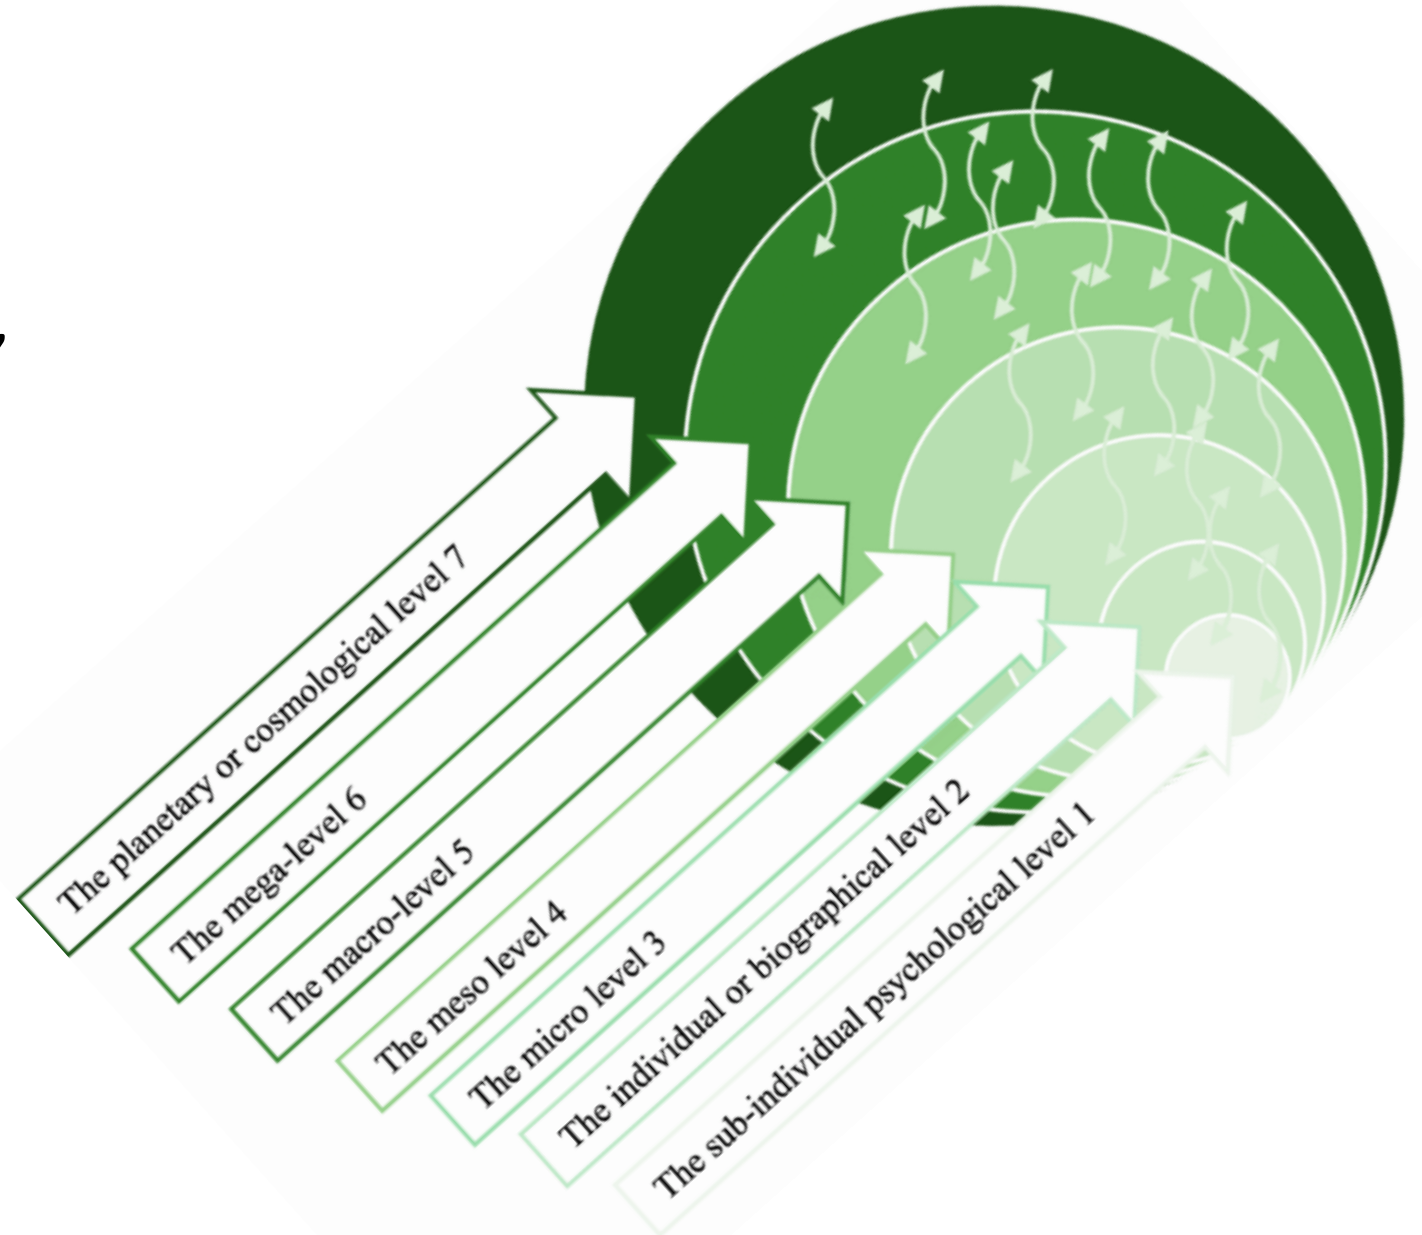 The planetary or cosmological level 7
The mega-level 6
The macro-level 5
The meso level 4
The micro level 3
The individual or biographical level 2
The sub-individual psychological level 1